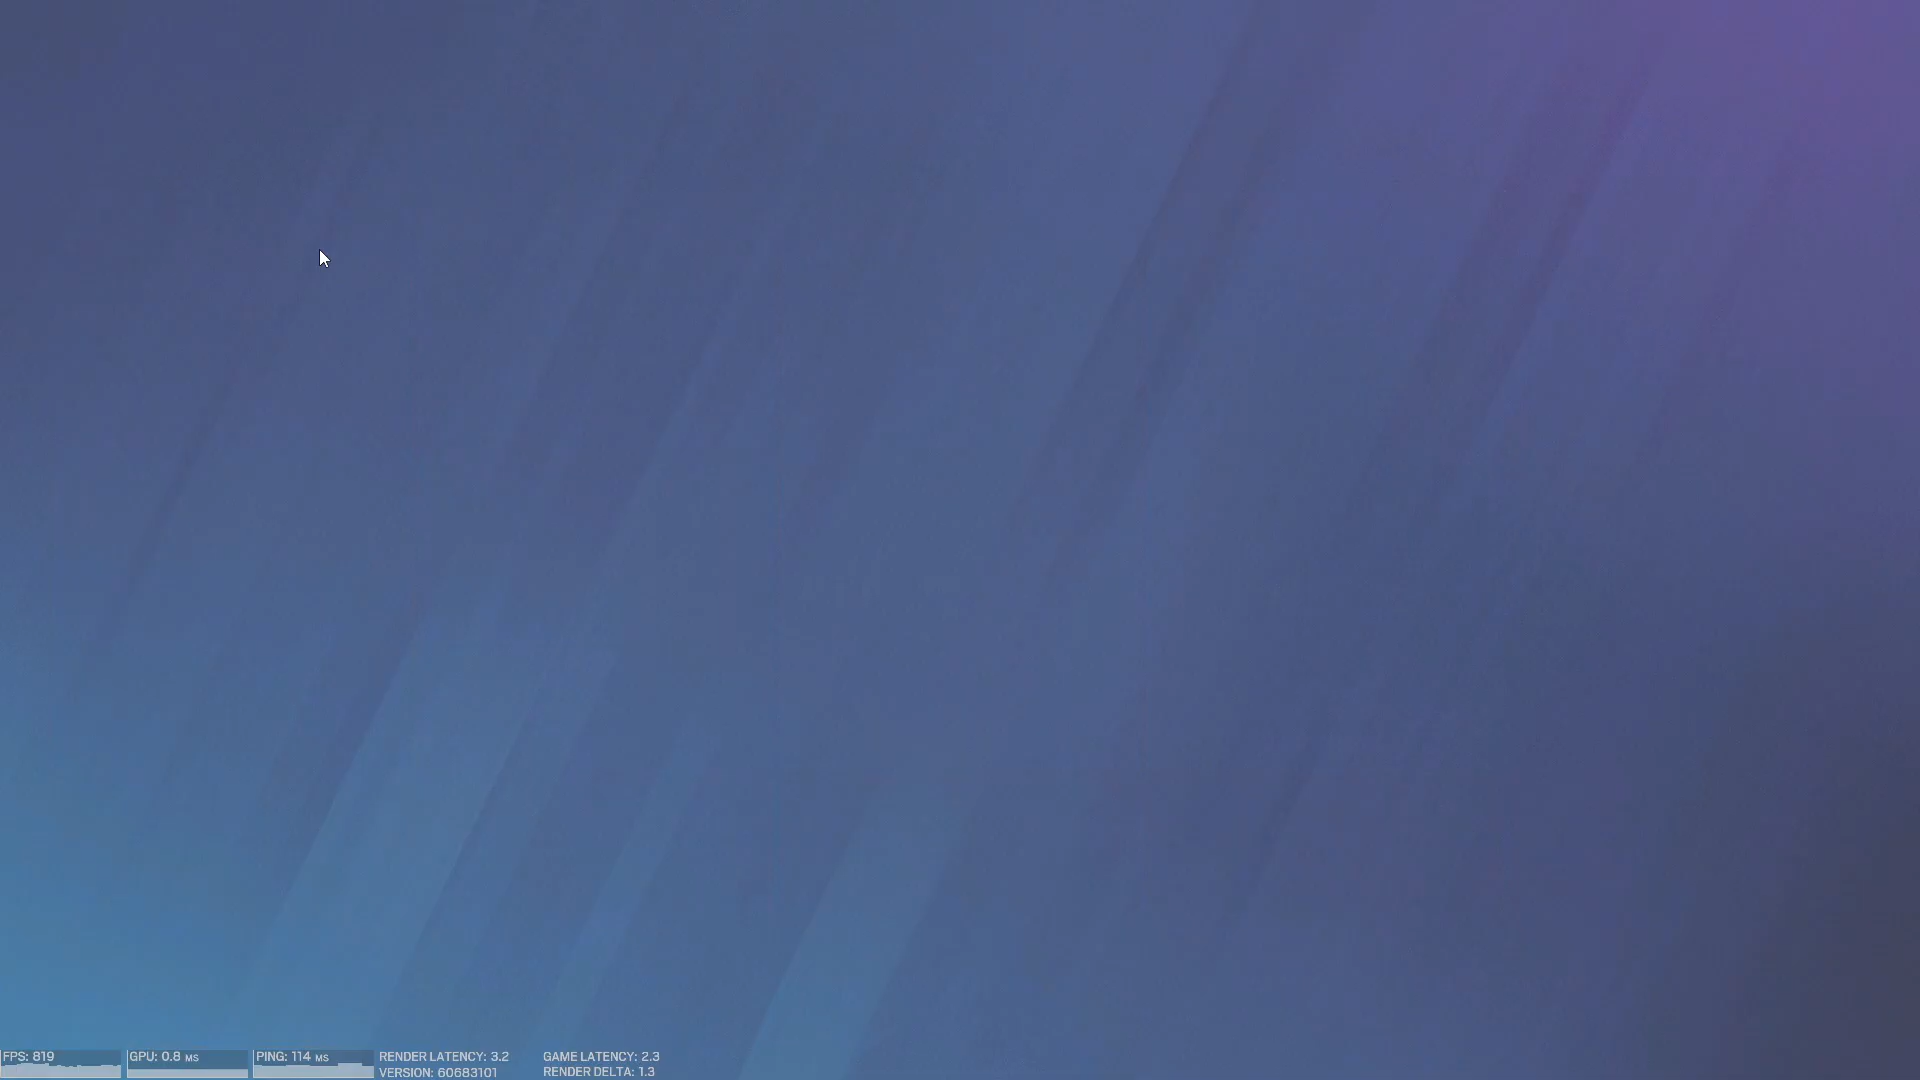 FPS: 819 GPU: 0.8 MS PING: 114 MS RENDER LATENCY: 3.2 GAME LATENCY: 2.3
VERSION: 60683101 RENDER DELTA: 1.3